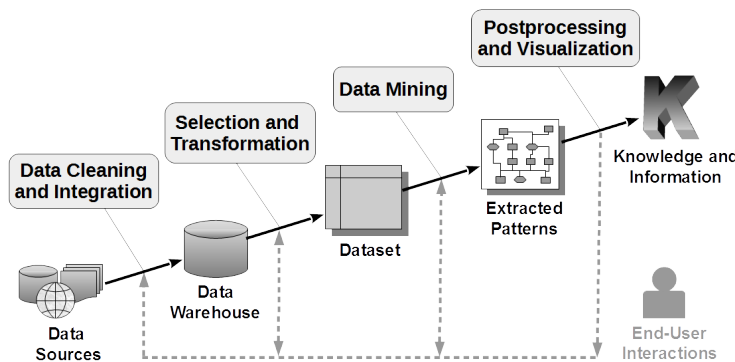 Postprocessing
and Visualization
Data Mining
Selection and
Transformation
Data Cleaning
and Integration
K
Knowledge and
Information
Extracted
Patterns
Dataset
Data
Warehouse
Data
Sources
End-User
Interactions